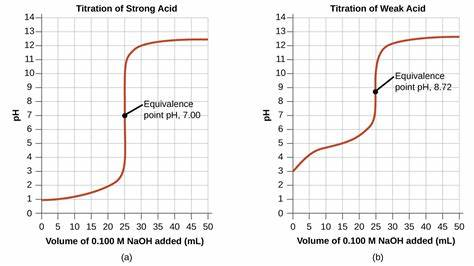 Titration of Strong Acid
14
13
12
11
10
9
8
7
6
5
4
3
2
1
0
pH
Equivalence
point pH, 7.00
0 5 10 15 20 25 30 35 40 45 50
Volume of 0.100 M NaOH added (mL)
(a)
Titration of Weak Acid
14
13
12
11
10
9
8
7
6
5
4
3
2
1
0
pH
Equivalence
point pH, 8.72
0 5 10 15 20 25 30 35 40 45 50
Volume of 0.100 M NaOH added (mL)
(b)